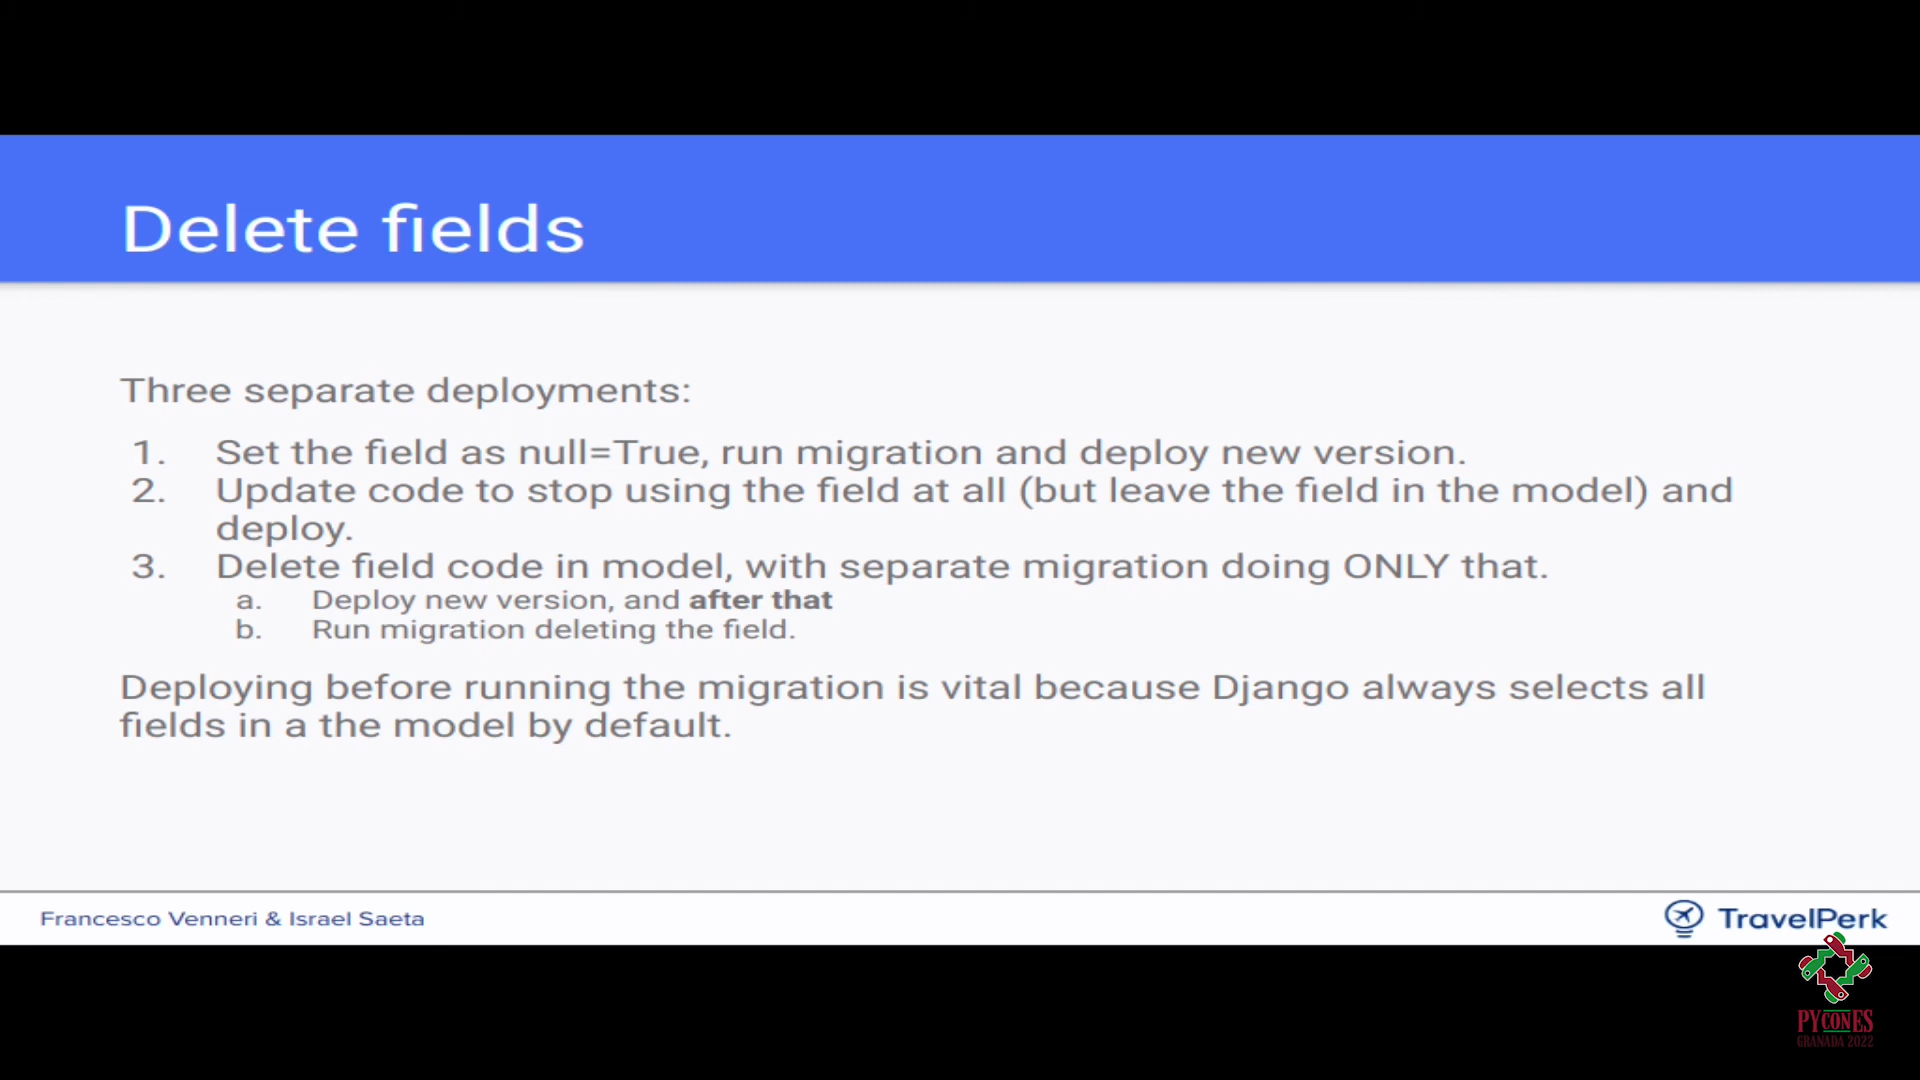 Delete fields
Three separate deployments:
1. Set the field as null=True, run migration and deploy new version.
2. Update code to stop using the field at all (but leave the field in the model) and
deploy.
3. Delete field code in model, with separate migration doing ONLY that.
a. Deploy new version, and after that
b. Run migration deleting the field.
Deploying before running the migration is vital because Django always selects all
fields in a the model by default.
Francesco Venneri & Israel Saeta
TravelPerk
PYCONES
GRANADA 2022